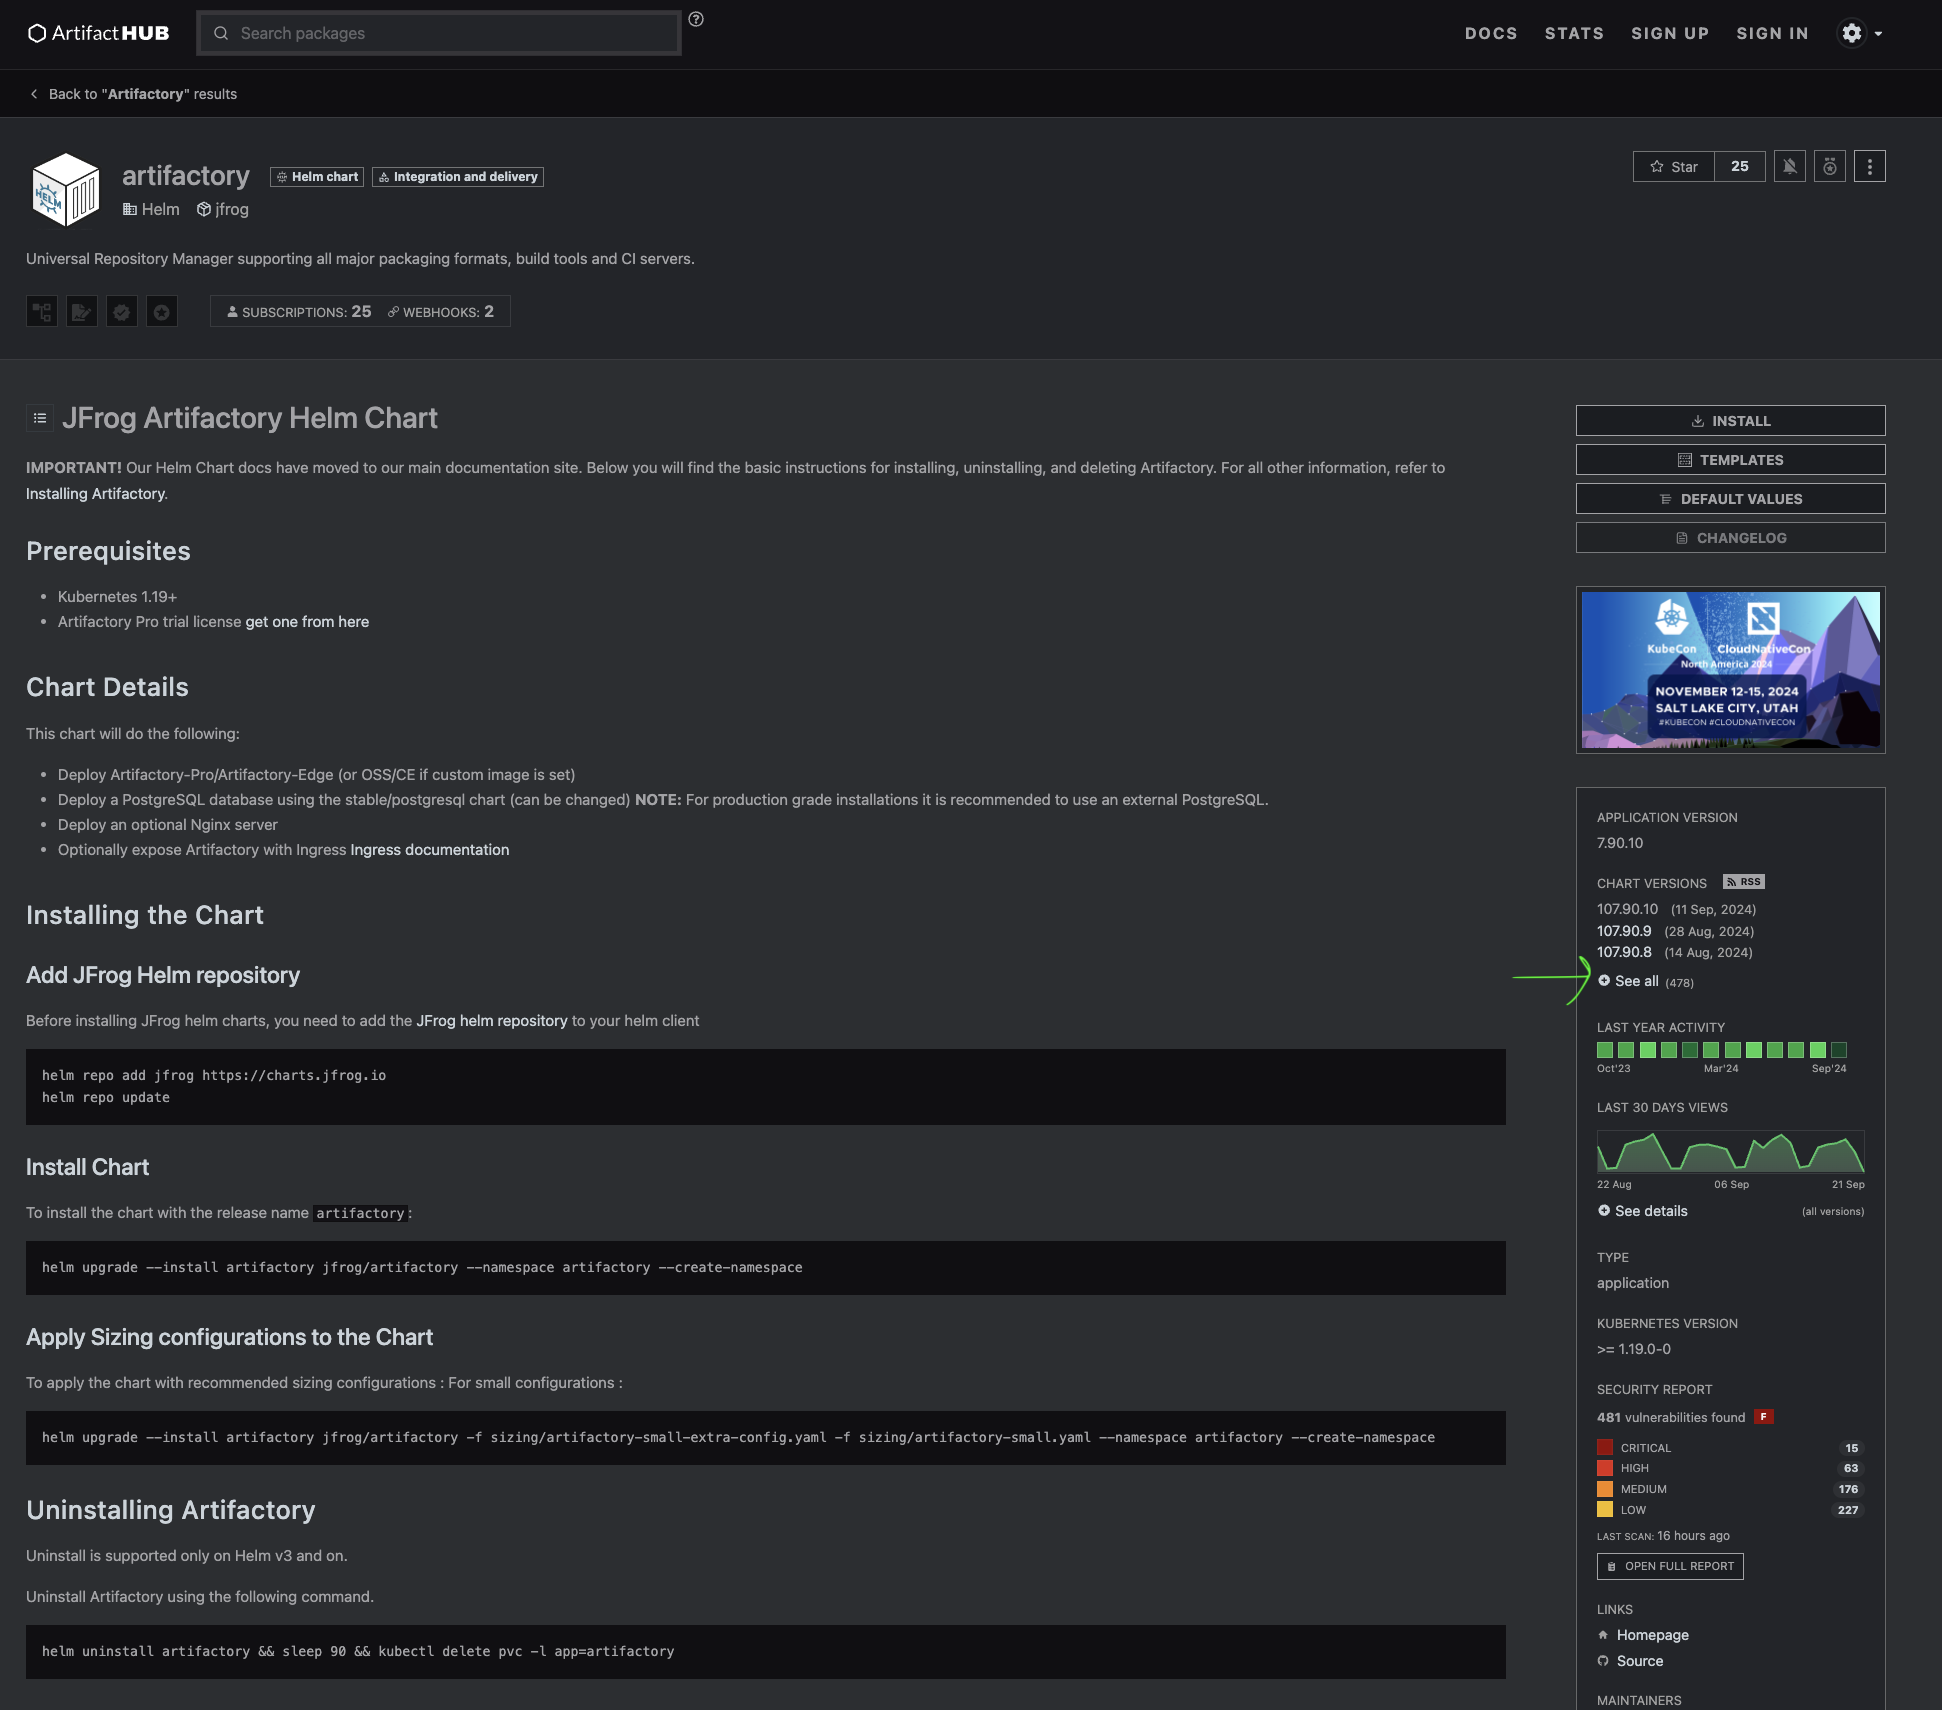 ArtifactHUB
Search packages
DOCS
STATS
SIGN UP
SIGN IN
Back to "Artifactory" results
artifactory
Helm chart
Integration and delivery
Star
25
Helm
jfrog
Universal Repository Manager supporting all major packaging formats, build tools and CI servers.
SUBSCRIPTIONS: 25
WEBHOOKS: 2
JFrog Artifactory Helm Chart
IMPORTANT! Our Helm Chart docs have moved to our main documentation site. Below you will find the basic instructions for installing, uninstalling, and deleting Artifactory. For all other information, refer to
Installing Artifactory.
Prerequisites
Kubernetes 1.19+
Artifactory Pro trial license get one from here
Chart Details
This chart will do the following:
Deploy Artifactory-Pro/Artifactory-Edge (or OSS/CE if custom image is set)
Deploy a PostgreSQL database using the stable/postgresql chart (can be changed) NOTE: For production grade installations it is recommended to use an external PostgreSQL.
Deploy an optional Nginx server
Optionally expose Artifactory with Ingress Ingress documentation
Installing the Chart
Add JFrog Helm repository
Before installing JFrog helm charts, you need to add the JFrog helm repository to your helm client
helm repo add jfrog https://charts.jfrog.io
helm repo update
Install Chart
To install the chart with the release name artifactory:
helm upgrade --install artifactory jfrog/artifactory --namespace artifactory --create-namespace
Apply Sizing configurations to the Chart
To apply the chart with recommended sizing configurations : For small configurations :
helm upgrade --install artifactory jfrog/artifactory -f sizing/artifactory-small-extra-config.yaml -f sizing/artifactory-small.yaml --namespace artifactory --create-namespace
Uninstalling Artifactory
Uninstall is supported only on Helm v3 and on.
Uninstall Artifactory using the following command.
helm uninstall artifactory && sleep 90 && kubectl delete pvc -l app=artifactory
INSTALL
TEMPLATES
DEFAULT VALUES
CHANGELOG
KubeCon
CloudNativeCon
North America 2024
NOVEMBER 12-15, 2024
SALT LAKE CITY, UTAH
#KUBECON #CLOUDNATIVECON
APPLICATION VERSION
7.90.10
CHART VERSIONS
RSS
107.90.10 (11 Sep, 2024)
107.90.9 (28 Aug, 2024)
107.90.8 (14 Aug, 2024)
See all (478)
LAST YEAR ACTIVITY
Oct'23
Mar'24
Sep'24
LAST 30 DAYS VIEWS
22 Aug
06 Sep
21 Sep
See details
(all versions)
TYPE
application
KUBERNETES VERSION
>= 1.19.0-0
SECURITY REPORT
481 vulnerabilities found F
CRITICAL 15
HIGH 63
MEDIUM 176
LOW 227
LAST SCAN: 16 hours ago
OPEN FULL REPORT
LINKS
Homepage
Source
MAINTAINERS